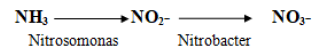 NH₃ ⟶ NO₂- ⟶ NO₃-
Nitrosomonas Nitrobacter